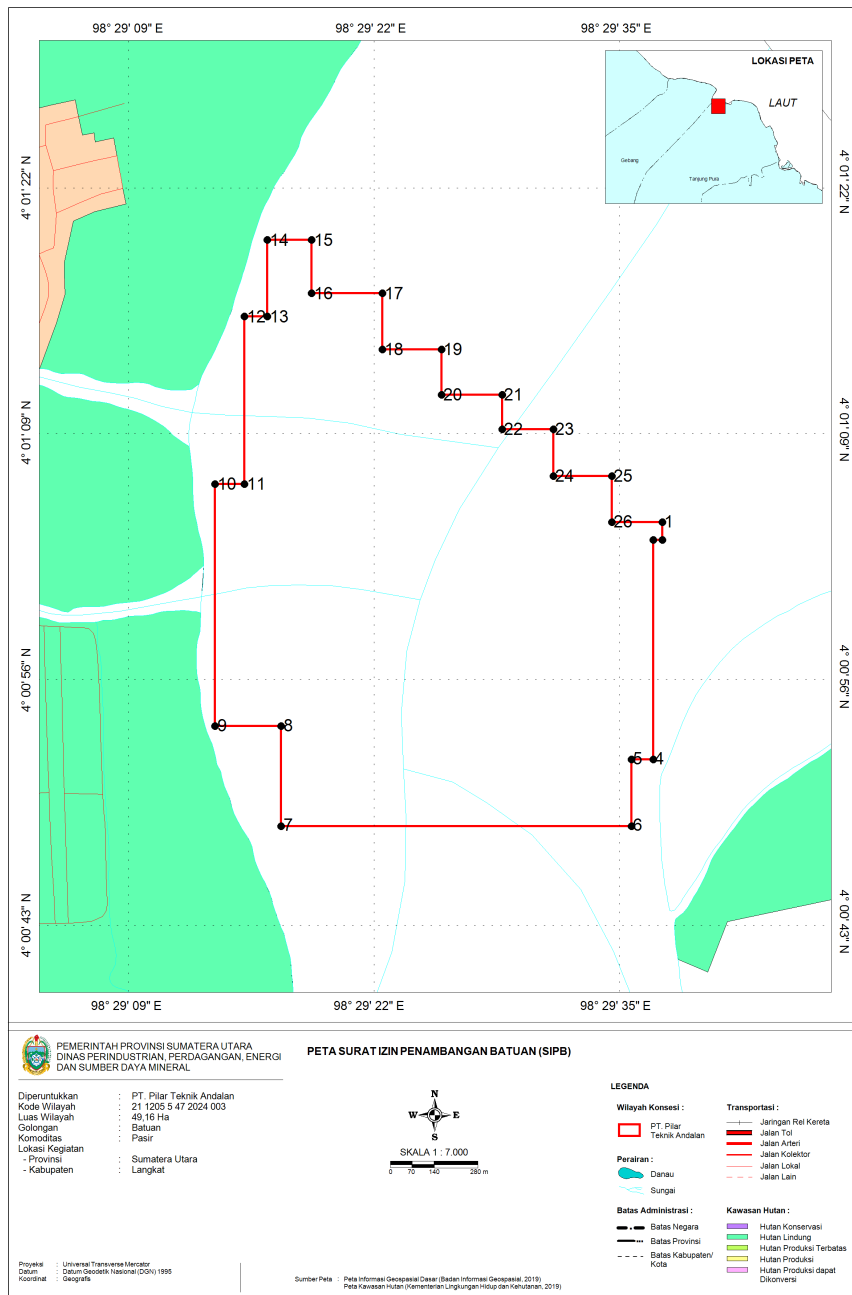 98° 29' 09" E 98° 29' 22" E 98° 29' 35" E
LOKASI PETA
LAUT
Gebang
Tanjung Pura
4° 01' 22" N 4° 01' 22" N
14 15
16 17
12 13
18 19
20 21
22 23
4° 01' 09" N 4° 01' 09" N
24 25
10 11
26 1
4° 00' 56" N 4° 00' 56" N
9 8
5 4
7 6
4° 00' 43" N 4° 00' 43" N
98° 29' 09" E 98° 29' 22" E 98° 29' 35" E
PEMERINTAH PROVINSI SUMATERA UTARA
DINAS PERINDUSTRIAN, PERDAGANGAN, ENERGI
DAN SUMBER DAYA MINERAL
Diperuntukkan : PT. Pilar Teknik Andalan
Kode Wilayah : 21 1205 5 47 2024 003
Luas Wilayah : 49,16 Ha
Golongan : Batuan
Komoditas : Pasir
Lokasi Kegiatan
- Provinsi : Sumatera Utara
- Kabupaten : Langkat
Proyeksi : Universal Transverse Mercator
Datum : Datum Geodetik Nasional (DGN) 1995
Koordinat : Geografis
PETA SURAT IZIN PENAMBANGAN BATUAN (SIPB)
N
W E
S
SKALA 1 : 7.000
0 70 140 280 m
Sumber Peta : Peta Informasi Geospasial Dasar (Badan Informasi Geospasial, 2019)
Peta Kawasan Hutan (Kementerian Lingkungan Hidup dan Kehutanan, 2019)
LEGENDA
Wilayah Konsesi :
PT. Pilar
Teknik Andalan
Perairan :
Danau
Sungai
Batas Administrasi :
Batas Negara
Batas Provinsi
Batas Kabupaten/
Kota
Transportasi :
Jaringan Rel Kereta
Jalan Tol
Jalan Arteri
Jalan Kolektor
Jalan Lokal
Jalan Lain
Kawasan Hutan :
Hutan Konservasi
Hutan Lindung
Hutan Produksi Terbatas
Hutan Produksi
Hutan Produksi dapat
Dikonversi